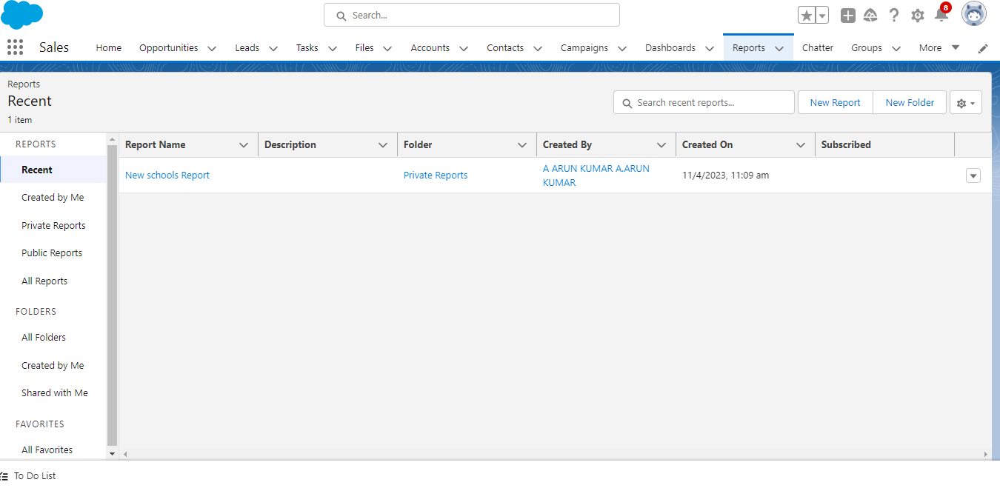 Search...
8
Sales
Home
Opportunities
Leads
Tasks
Files
Accounts
Contacts
Campaigns
Dashboards
Reports
Chatter
Groups
More
Reports
Recent
1 item
Search recent reports...
New Report
New Folder
REPORTS
Recent
Created by Me
Private Reports
Public Reports
All Reports
FOLDERS
All Folders
Created by Me
Shared with Me
FAVORITES
All Favorites
Report Name
Description
Folder
Created By
Created On
Subscribed
New schools Report
Private Reports
A ARUN KUMAR A.ARUN
KUMAR
11/4/2023, 11:09 am
To Do List